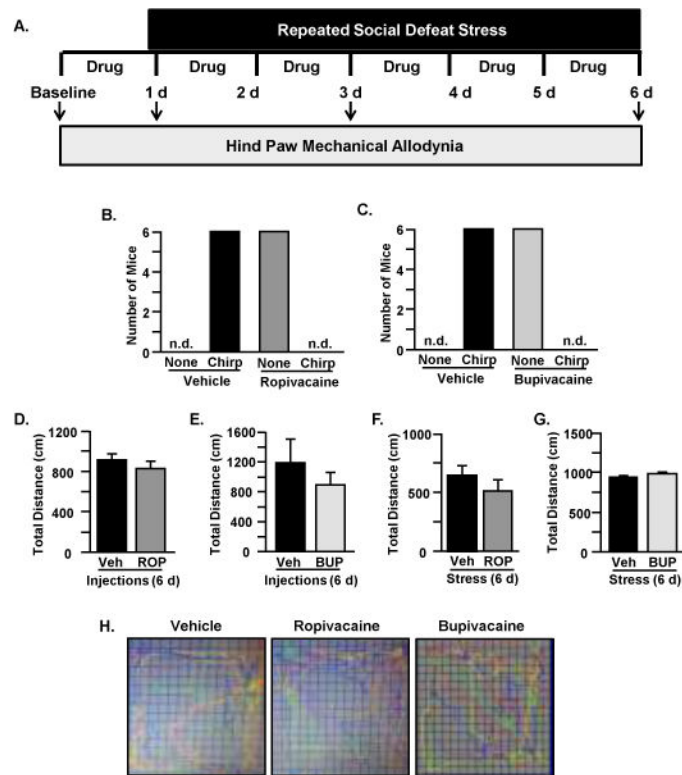 A.
Repeated Social Defeat Stress
Drug Drug Drug Drug Drug Drug
Baseline 1 d 2 d 3 d 4 d 5 d 6 d
Hind Paw Mechanical Allodynia
B.
Number of Mice
6
4
2
0
n.d. n.d.
None Chirp None Chirp
Vehicle Ropivacaine
C.
Number of Mice
6
4
2
0
n.d. n.d.
None Chirp None Chirp
Vehicle Bupivacaine
D.
Total Distance (cm)
1200
800
400
0
Veh ROP
Injections (6 d)
E.
Total Distance (cm)
1600
1200
800
400
0
Veh BUP
Injections (6 d)
F.
Total Distance (cm)
1000
500
0
Veh ROP
Stress (6 d)
G.
Total Distance (cm)
1500
1000
500
0
Veh BUP
Stress (6 d)
H.
Vehicle Ropivacaine Bupivacaine